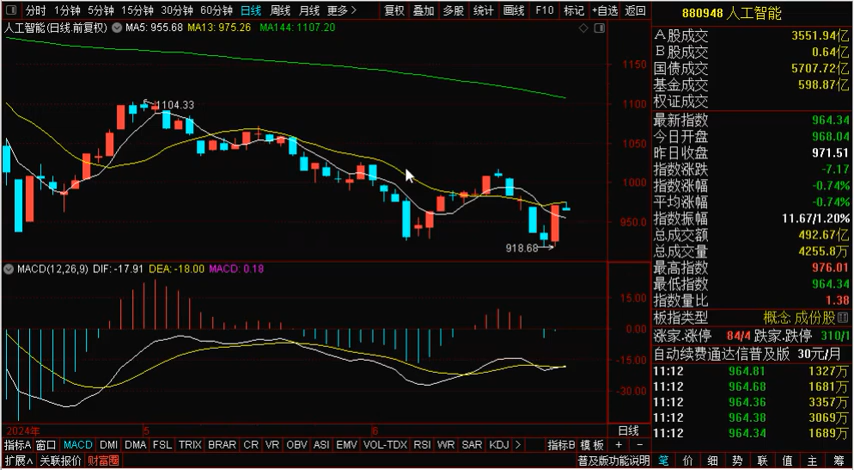 分时 1分钟 5分钟 15分钟 30分钟 60分钟 日线 周线 月线 更多 > 复权 叠加 多股 统计 画线 F10 标记 +自选 返回
人工智能(日线.前复权) MA5: 955.68 MA13: 975.26 MA144: 1107.20
1150
1104.33
1100
1050
1000
950.0
918.68
MACD(12,26,9) DIF: -17.91 DEA: -18.00 MACD: 0.18
15.00
0.00
-15.00
-30.00
2024年 5 6 日线
指标A 窗口 MACD DMI DMA FSL TRIX BRAR CR VR OBV ASI EMV VOL-TDX RSI WR SAR KDJ > 指标B 模板 + -
扩展∧ 关联报价 财富圈 普及版功能说明
880948 人工智能
A股成交 3551.94亿
B股成交 0.64亿
国债成交 5707.72亿
基金成交 598.87亿
权证成交
最新指数 964.34
今日开盘 968.04
昨日收盘 971.51
指数涨跌 -7.17
指数涨幅 -0.74%
平均涨幅 -0.74%
指数振幅 11.67/1.20%
总成交额 492.67亿
总成交量 4255.8万
最高指数 976.01
最低指数 964.34
指数量比 1.38
板指类型 概念 成份股
涨家.涨停 84/4 跌家.跌停 310/1
自动续费通达信普及版 30元/月
11:12 964.81 1327万
11:12 964.68 1681万
11:12 964.36 3357万
11:12 964.38 3069万
11:12 964.34 1689万
笔 价 细 势 联 值 主 筹